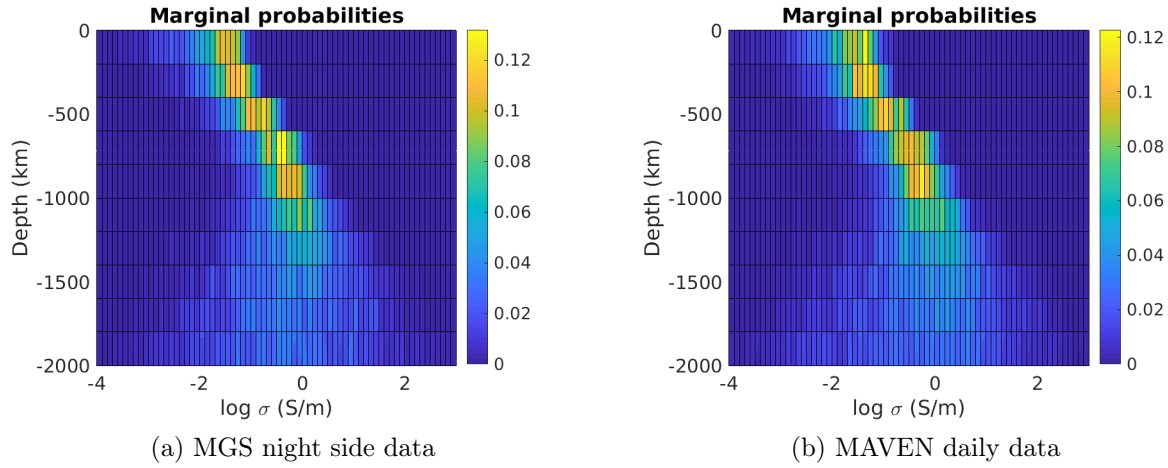 Marginal probabilities
0
-500
-1000
-1500
-2000
Depth (km)
-4 -2 0 2
log σ (S/m)
0.12
0.1
0.08
0.06
0.04
0.02
0
(a) MGS night side data
Marginal probabilities
0
-500
-1000
-1500
-2000
Depth (km)
-4 -2 0 2
log σ (S/m)
0.12
0.1
0.08
0.06
0.04
0.02
0
(b) MAVEN daily data